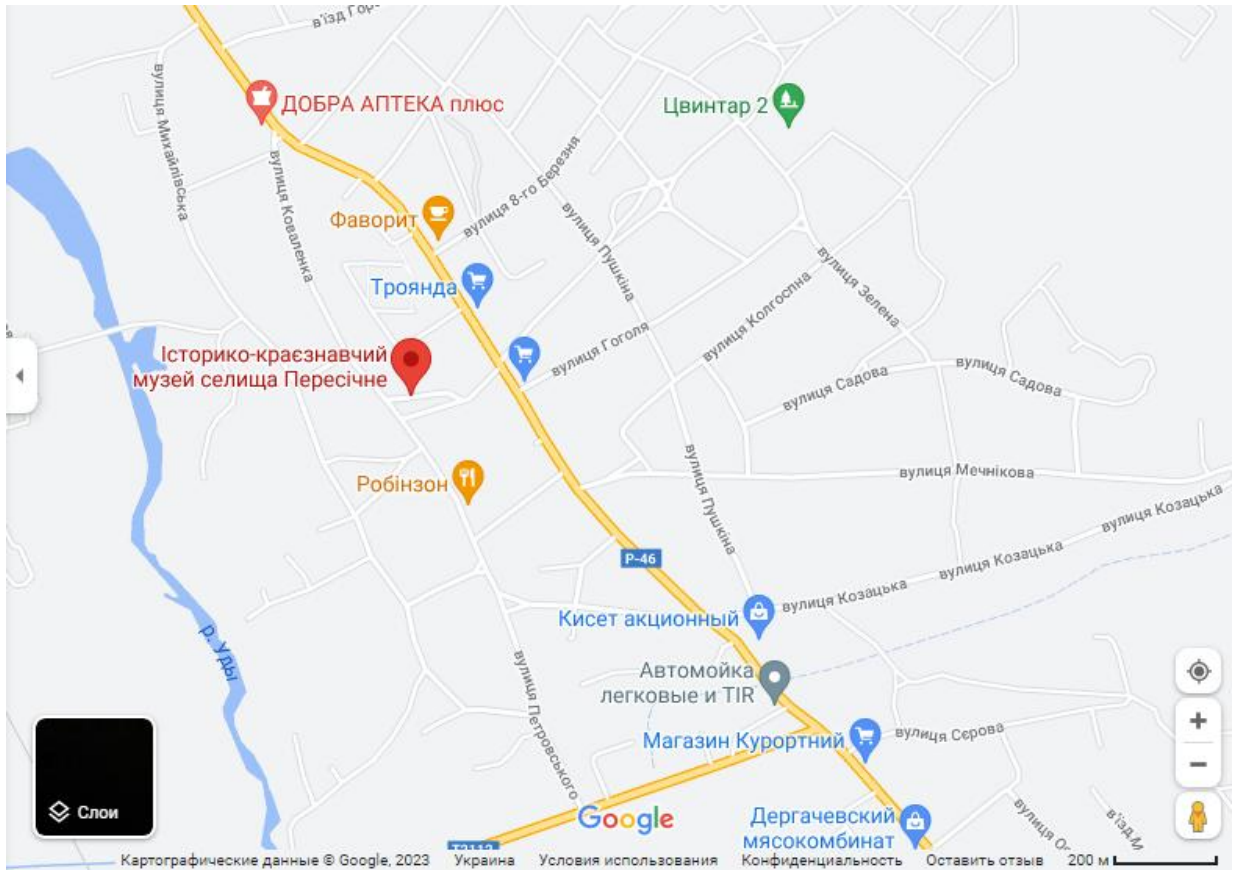 в'їзд Гор
вулиця Михайлівська
ДОБРА АПТЕКА плюс
Цвинтар 2
вулиця Коваленка
вулиця 8-го Березня
Фаворит
вулиця Пушкіна
Троянда
вулиця Зелена
вулиця Колгоспна
вулиця Гоголя
Історико-краєзнавчий
музей селища Пересічне
вулиця Садова
вулиця Садова
Робінзон
вулиця Мечнікова
вулиця Пушкіна
вулиця Козацька
Р-46
вулиця Козацька
вулиця Козацька
Кисет акционный
р. Уды
Автомойка
легковые и TIR
вулиця Петровського
Магазин Курортний
вулиця Сєрова
Слои
Google
Дергачевский
мясокомбинат
вулиця Ос
в'їзд М
Т2112
Картографические данные © Google, 2023 Украина Условия использования Конфиденциальность Оставить отзыв 200 м